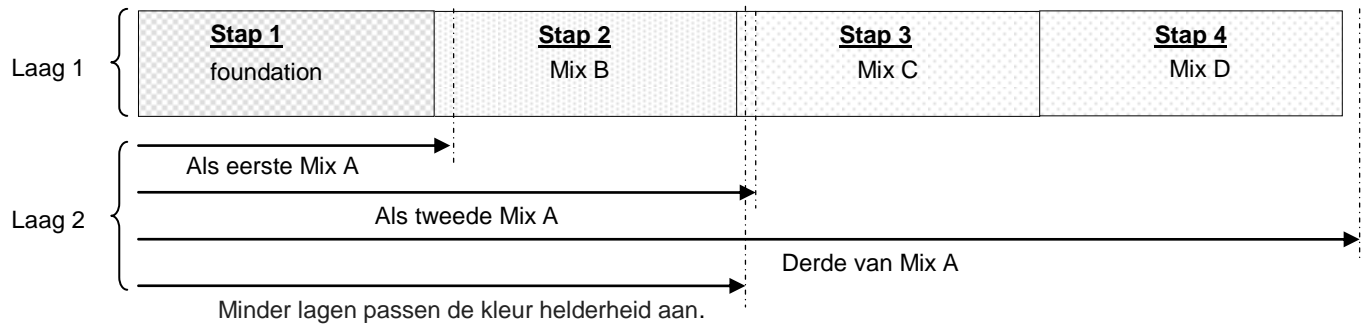 Stap 1
foundation
Stap 2
Mix B
Stap 3
Mix C
Stap 4
Mix D
Laag 1
Als eerste Mix A
Als tweede Mix A
Laag 2
Derde van Mix A
Minder lagen passen de kleur helderheid aan.